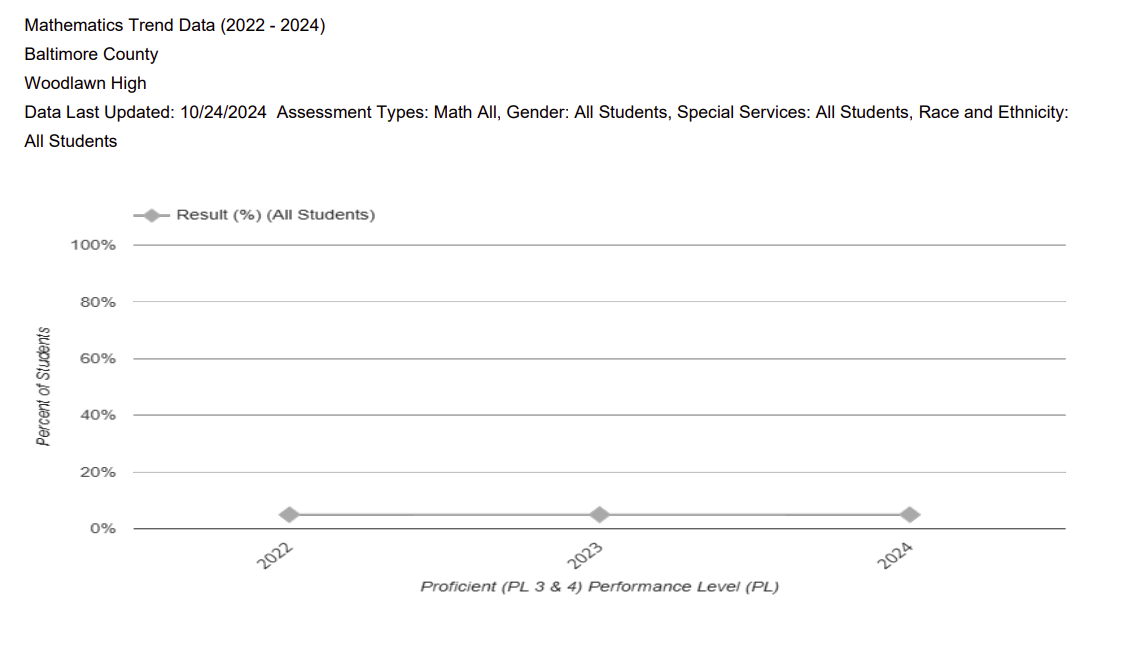 Mathematics Trend Data (2022 - 2024)
Baltimore County
Woodlawn High
Data Last Updated: 10/24/2024  Assessment Types: Math All, Gender: All Students, Special Services: All Students, Race and Ethnicity:
All Students
Result (%) (All Students)
100%
80%
60%
40%
20%
0%
Percent of Students
2022
2023
2024
Proficient (PL 3 & 4) Performance Level (PL)